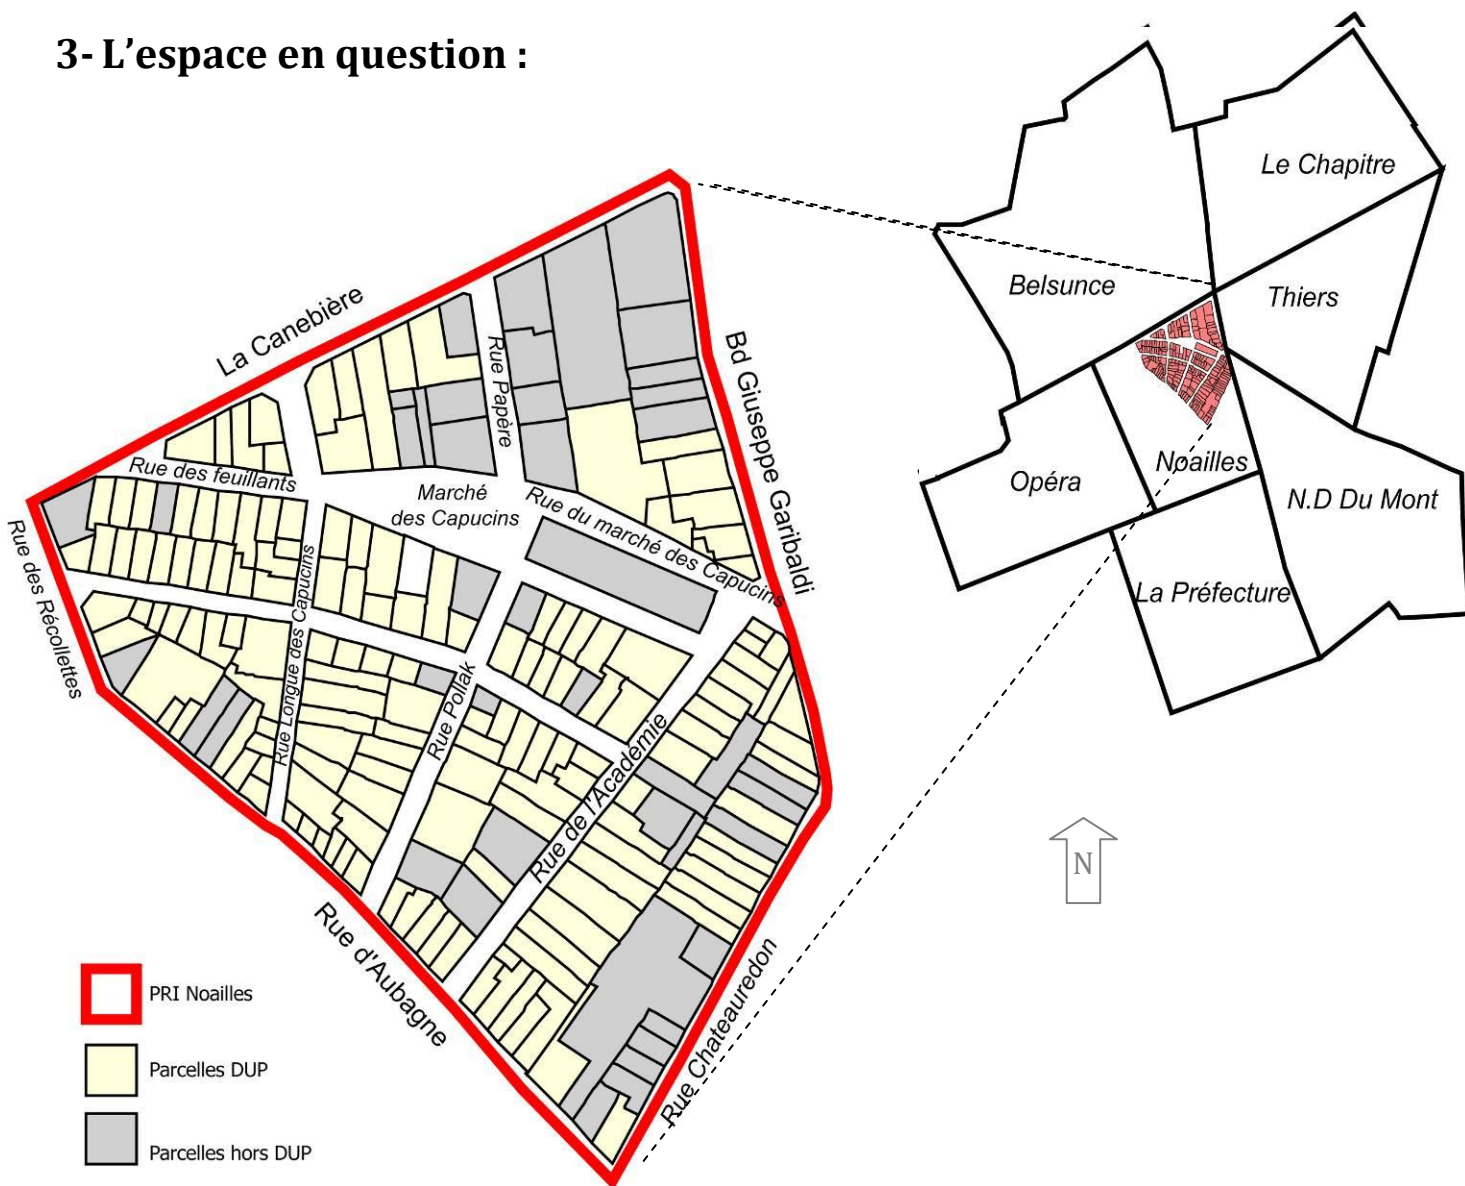 3- L'espace en question :
Le Chapitre
Belsunce
Thiers
Opéra
Noailles
N.D Du Mont
La Préfecture
La Canebière
Bd Giuseppe Garibaldi
Rue Papère
Rue des feuillants
Marché
des Capucins
Rue du marché des Capucins
Rue des Récollettes
Rue Longue des Capucins
Rue Pollak
Rue de l'Académie
Rue d'Aubagne
Rue Chateauredon
N
PRI Noailles
Parcelles DUP
Parcelles hors DUP